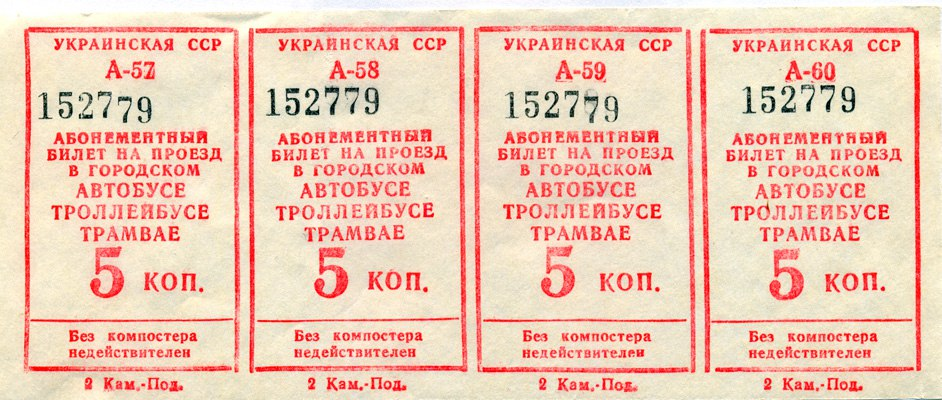 УКРАИНСКАЯ ССР
А-57
152779
АБОНЕМЕНТНЫЙ
БИЛЕТ НА ПРОЕЗД
В ГОРОДСКОМ
АВТОБУСЕ
ТРОЛЛЕЙБУСЕ
ТРАМВАЕ
5 КОП.
Без компостера
недействителен
2 Кам.-Под.
УКРАИНСКАЯ ССР
А-58
152779
АБОНЕМЕНТНЫЙ
БИЛЕТ НА ПРОЕЗД
В ГОРОДСКОМ
АВТОБУСЕ
ТРОЛЛЕЙБУСЕ
ТРАМВАЕ
5 КОП.
Без компостера
недействителен
2 Кам.-Под.
УКРАИНСКАЯ ССР
А-59
152779
АБОНЕМЕНТНЫЙ
БИЛЕТ НА ПРОЕЗД
В ГОРОДСКОМ
АВТОБУСЕ
ТРОЛЛЕЙБУСЕ
ТРАМВАЕ
5 КОП.
Без компостера
недействителен
2 Кам.-Под.
УКРАИНСКАЯ ССР
А-60
152779
АБОНЕМЕНТНЫЙ
БИЛЕТ НА ПРОЕЗД
В ГОРОДСКОМ
АВТОБУСЕ
ТРОЛЛЕЙБУСЕ
ТРАМВАЕ
5 КОП.
Без компостера
недействителен
2 Кам.-Под.